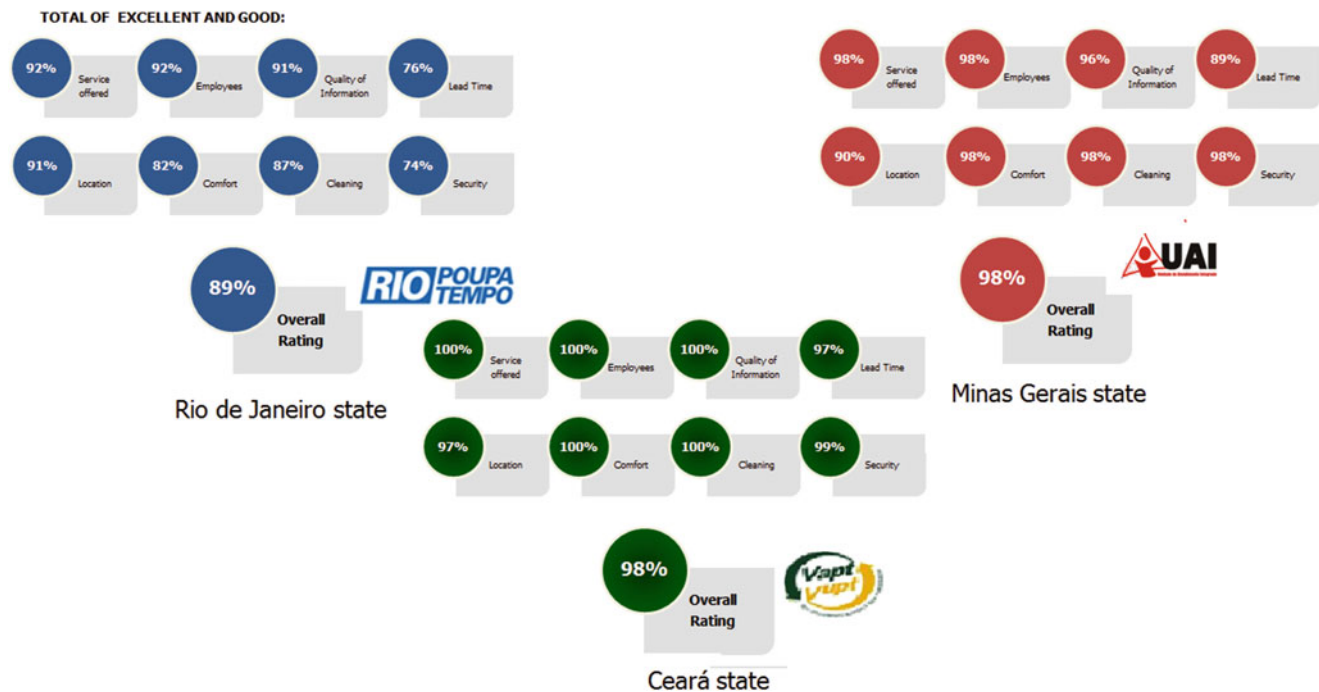 TOTAL OF EXCELLENT AND GOOD:
92%
Service
offered
92%
Employees
91%
Quality of
Information
76%
Lead Time
91%
Location
82%
Comfort
87%
Cleaning
74%
Security
89%
Overall
Rating
RIO POUPA
TEMPO
Rio de Janeiro state
98%
Service
offered
98%
Employees
96%
Quality of
Information
89%
Lead Time
90%
Location
98%
Comfort
98%
Cleaning
98%
Security
98%
Overall
Rating
UAI
Minas Gerais state
100%
Service
offered
100%
Employees
100%
Quality of
Information
97%
Lead Time
97%
Location
100%
Comfort
100%
Cleaning
99%
Security
98%
Overall
Rating
Vapt
Vupt
Ceará state